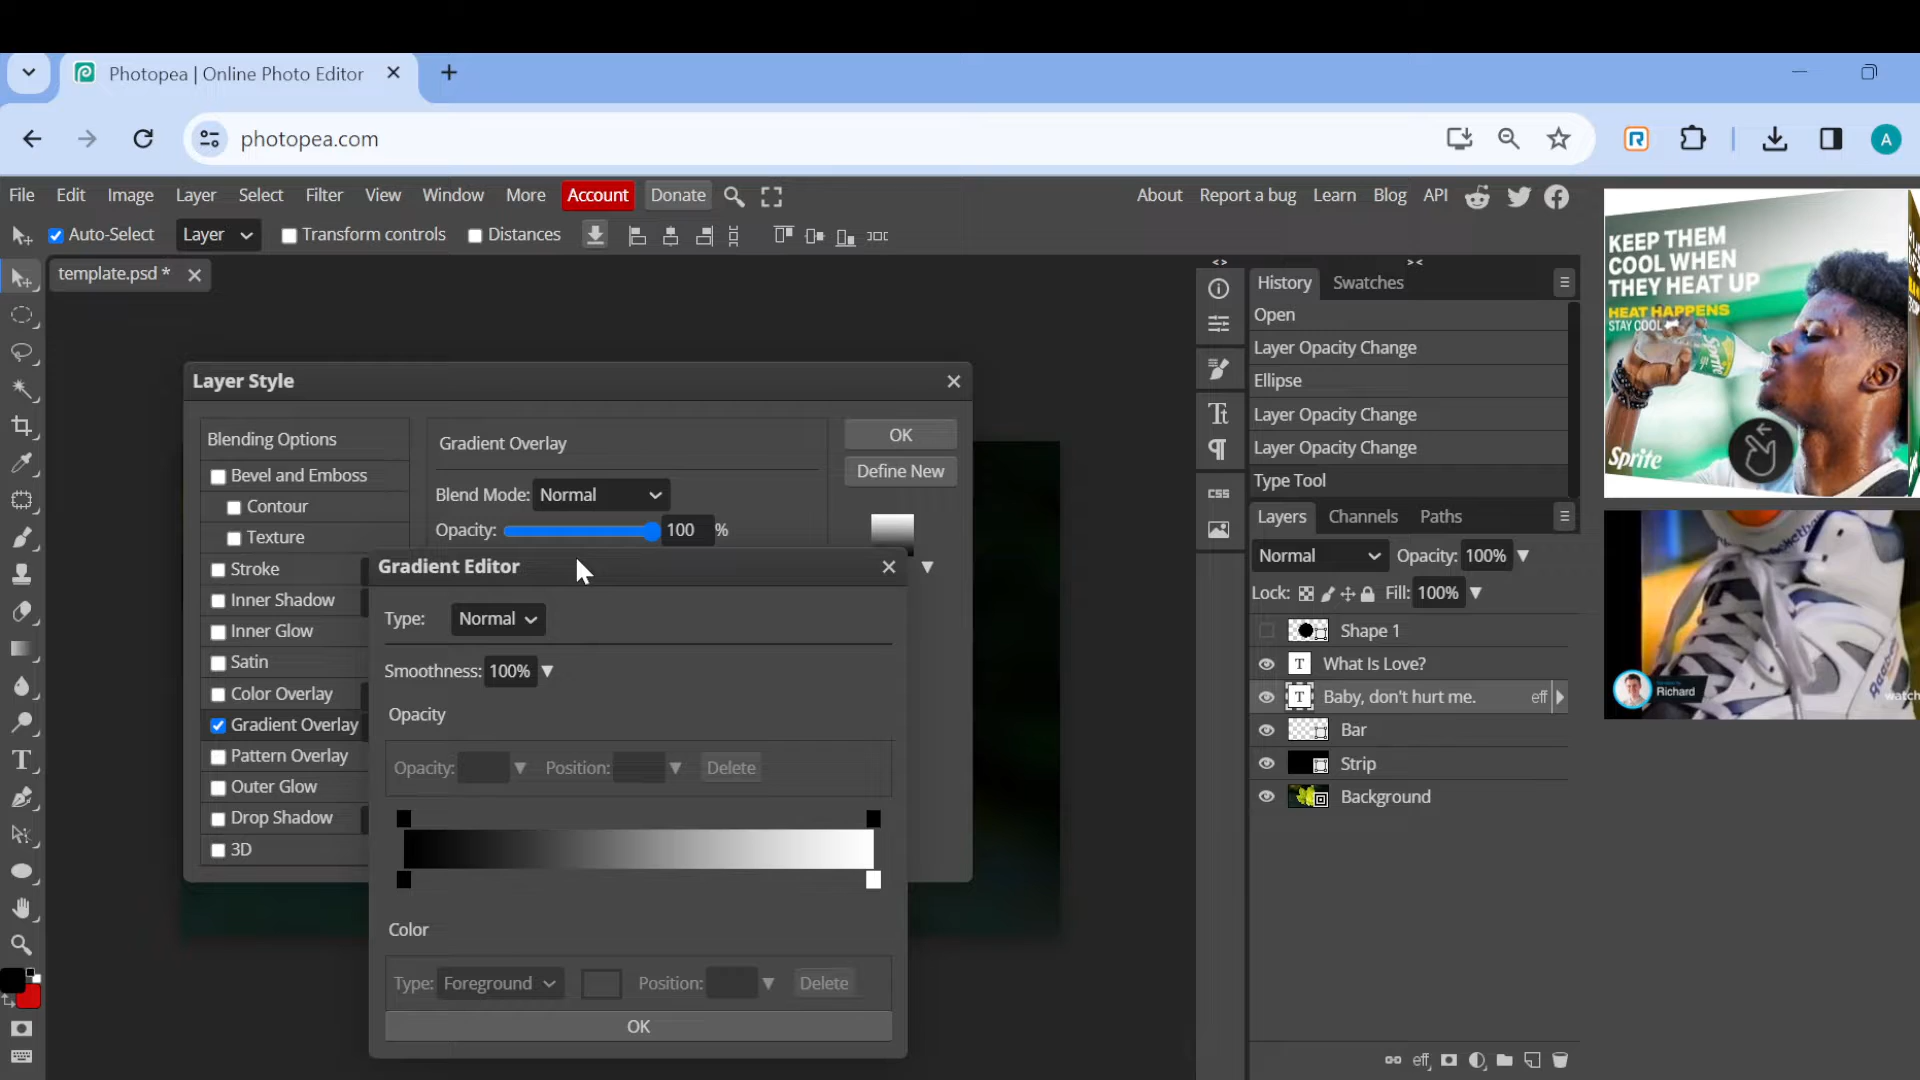 Photopea | Online Photo Editor
photopea.com
A
File Edit Image Layer Select Filter View Window More Account Donate
About Report a bug Learn Blog API
Auto-Select Layer Transform controls Distances
template.psd *
Layer Style
Blending Options
Bevel and Emboss
Contour
Texture
Stroke
Inner Shadow
Inner Glow
Satin
Color Overlay
Gradient Overlay
Pattern Overlay
Outer Glow
Drop Shadow
3D
Gradient Overlay
Blend Mode: Normal
Opacity: 100 %
OK
Define New
Gradient Editor
Type: Normal
Smoothness: 100%
Opacity
Opacity: Position: Delete
Color
Type: Foreground Position: Delete
OK
CSS
History Swatches
Open
Layer Opacity Change
Ellipse
Layer Opacity Change
Layer Opacity Change
Type Tool
Layers Channels Paths
Normal Opacity: 100%
Lock: Fill: 100%
Shape 1
T What Is Love?
T Baby, don't hurt me. eff
Bar
Strip
Background
eff
KEEP THEM
COOL WHEN
THEY HEAT UP
HEAT HAPPENS
STAY COOL
Sprite
Richard
watch